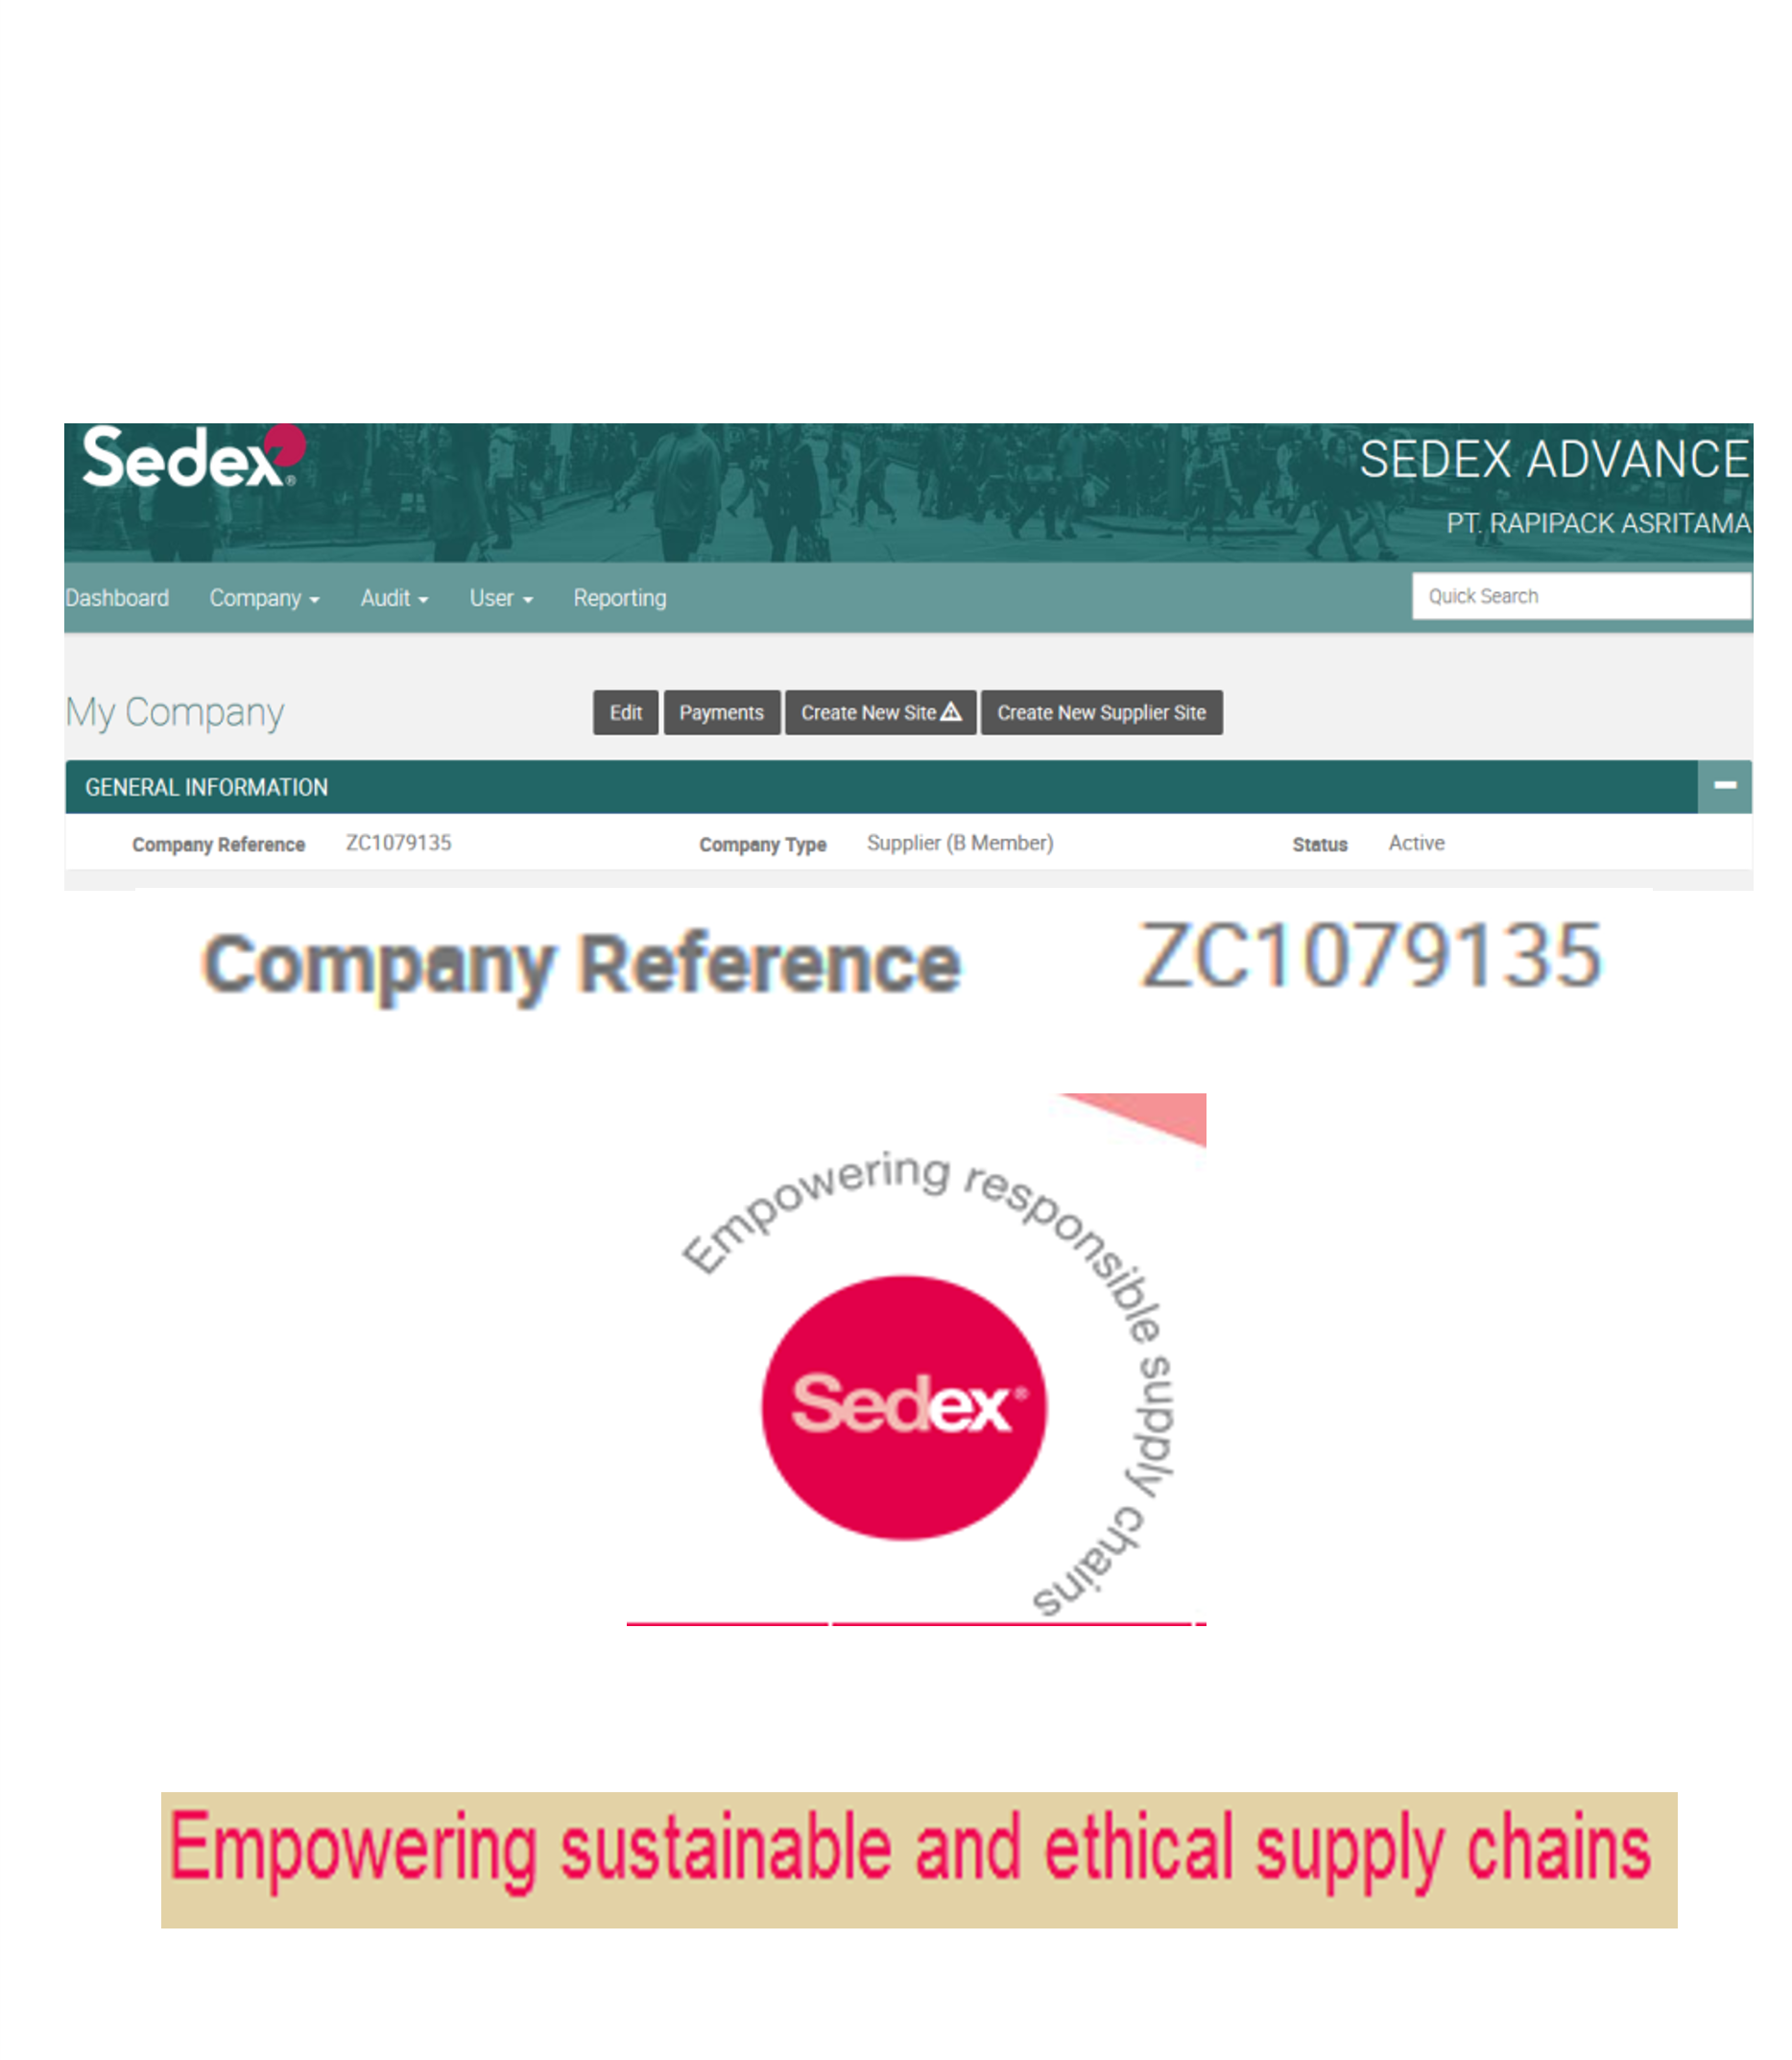 Sedex®
SEDEX ADVANCE
PT. RAPIPACK ASRITAMA
Dashboard Company Audit User Reporting Quick Search
My Company Edit Payments Create New Site Create New Supplier Site
GENERAL INFORMATION
Company Reference ZC1079135 Company Type Supplier (B Member) Status Active
Company Reference ZC1079135
Empowering responsible supply chains
Sedex®
Empowering sustainable and ethical supply chains